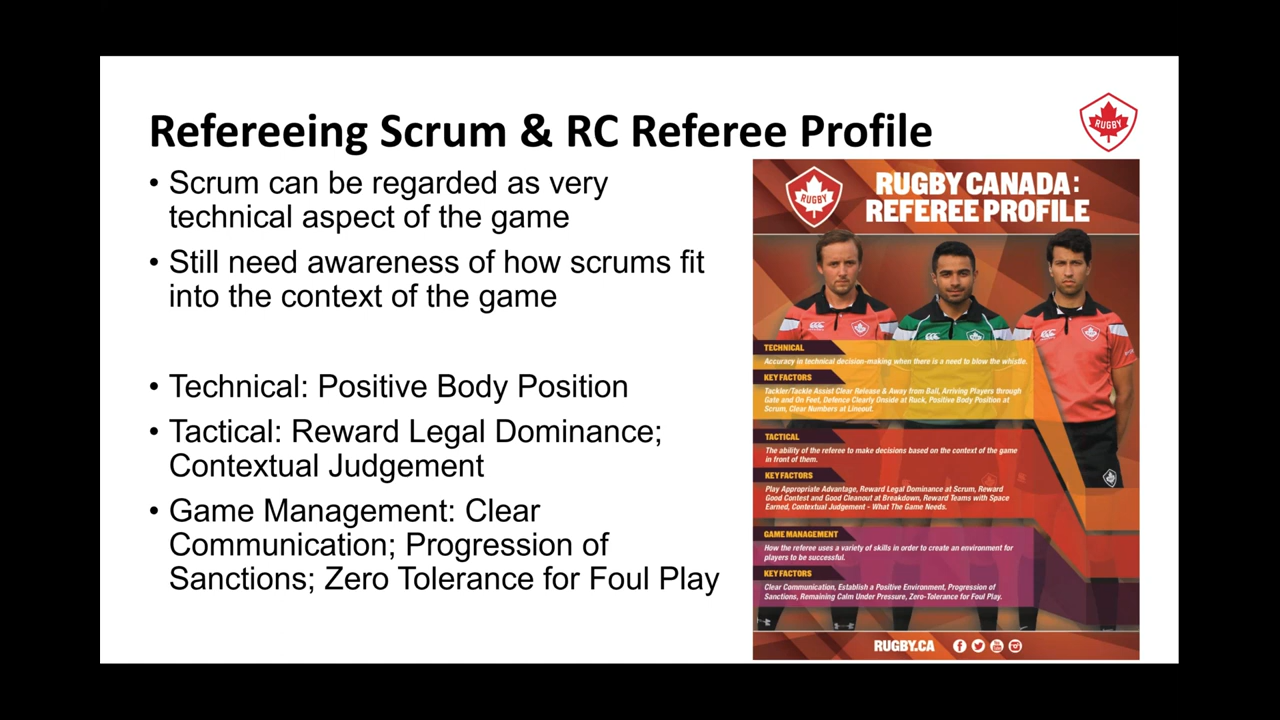 Refereeing Scrum & RC Referee Profile
RUGBY
• Scrum can be regarded as very
technical aspect of the game
• Still need awareness of how scrums fit
into the context of the game
• Technical: Positive Body Position
• Tactical: Reward Legal Dominance;
Contextual Judgement
• Game Management: Clear
Communication; Progression of
Sanctions; Zero Tolerance for Foul Play
RUGBY
RUGBY CANADA:
REFEREE PROFILE
TECHNICAL
Accuracy in technical decision-making when there is a need to blow the whistle.
KEY FACTORS
Tackler/Tackle Assist Clear Release & Away from Ball, Arriving Players through
Gate and On Feet, Defence Clearly Onside at Ruck, Positive Body Position at
Scrum, Clear Numbers at Lineout.
TACTICAL
The ability of the referee to make decisions based on the context of the game
in front of them.
KEY FACTORS
Play Appropriate Advantage, Reward Legal Dominance at Scrum, Reward
Good Contest and Good Cleanout at Breakdown, Reward Teams with Space
Earned, Contextual Judgement - What The Game Needs.
GAME MANAGEMENT
How the referee uses a variety of skills in order to create an environment for
players to be successful.
KEY FACTORS
Clear Communication, Establish a Positive Environment, Progression of
Sanctions, Remaining Calm Under Pressure, Zero-Tolerance for Foul Play.
RUGBY.CA